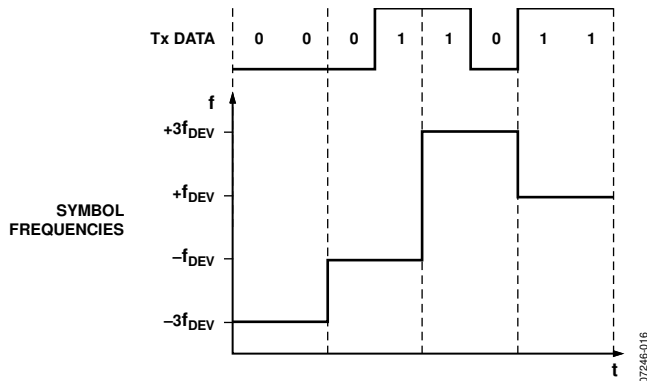 Tx DATA 0 0 0 1 1 0 1 1
f
+3fDEV
+fDEV
SYMBOL
FREQUENCIES
–fDEV
–3fDEV
t
07246-016